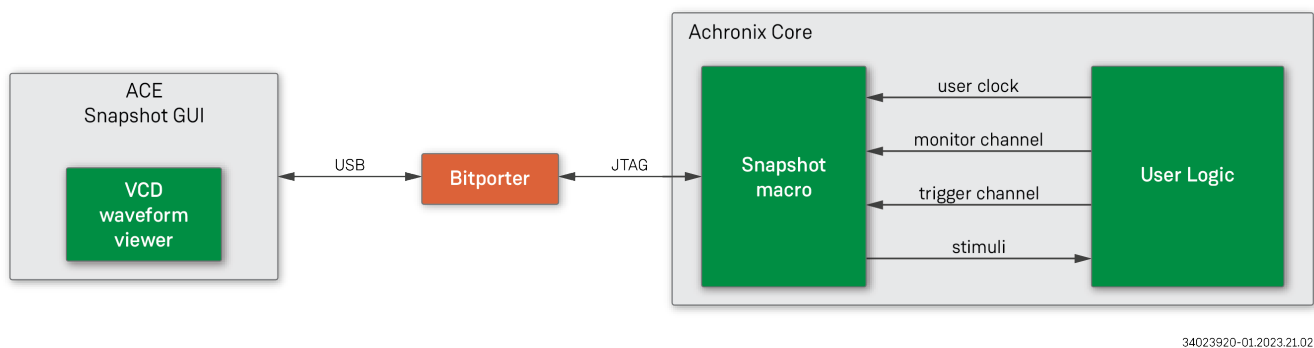 Achronix Core
ACE
Snapshot GUI
VCD
waveform
viewer
USB
Bitporter
JTAG
Snapshot
macro
user clock
monitor channel
trigger channel
stimuli
User Logic
34023920-01.2023.21.02